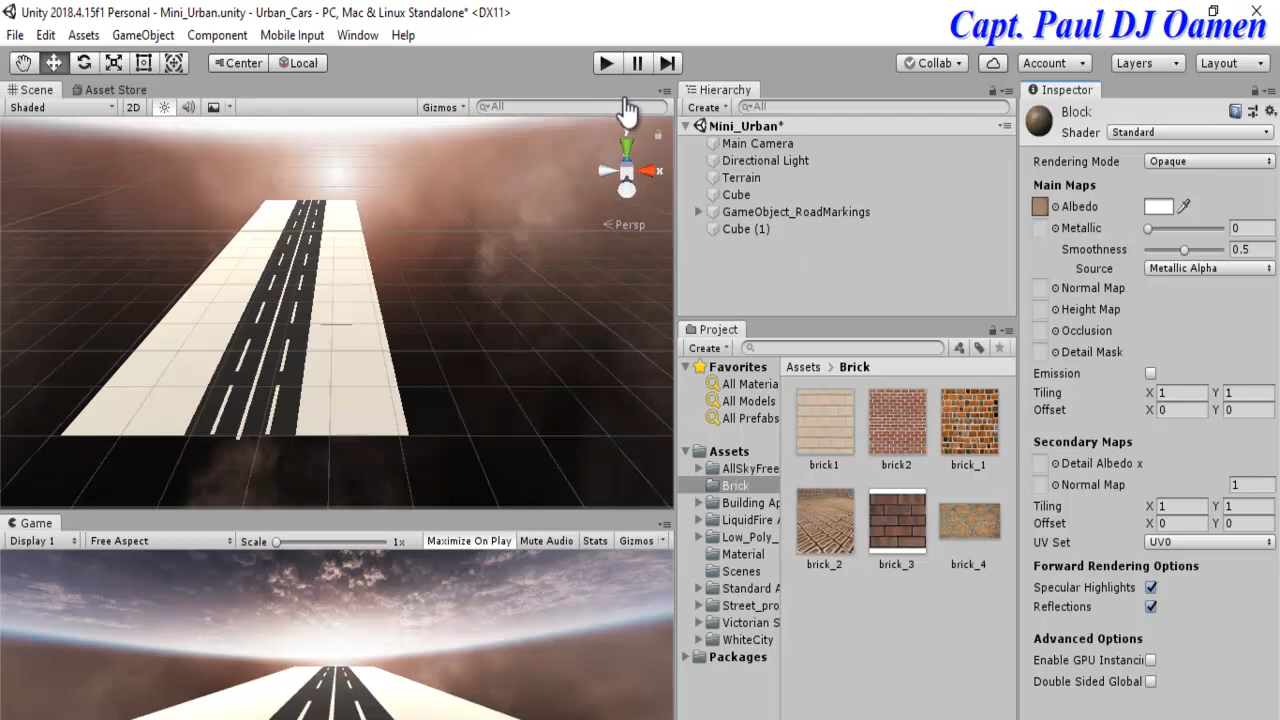 Unity 2018.4.15f1 Personal - Mini_Urban.unity - Urban_Cars - PC, Mac & Linux Standalone* <DX11>
Capt. Paul DJ Oamen
File Edit Assets GameObject Component Mobile Input Window Help
Center Local Collab Account Layers Layout
Scene Asset Store
Shaded 2D Gizmos All
x
Persp
Hierarchy
Create All
Mini_Urban*
Main Camera
Directional Light
Terrain
Cube
GameObject_RoadMarkings
Cube (1)
Project
Create
Favorites
All Materia
All Models
All Prefabs
Assets
AllSkyFree
Brick
Building Ap
LiquidFire
Low_Poly_
Material
Scenes
Standard A
Street_pro
Victorian S
WhiteCity
Packages
Assets Brick
brick1 brick2 brick_1
brick_2 brick_3 brick_4
Game
Display 1 Free Aspect Scale 1x Maximize On Play Mute Audio Stats Gizmos
Inspector
Block
Shader Standard
Rendering Mode Opaque
Main Maps
Albedo
Metallic 0
Smoothness 0.5
Source Metallic Alpha
Normal Map
Height Map
Occlusion
Detail Mask
Emission
Tiling X 1 Y 1
Offset X 0 Y 0
Secondary Maps
Detail Albedo x
Normal Map 1
Tiling X 1 Y 1
Offset X 0 Y 0
UV Set UV0
Forward Rendering Options
Specular Highlights
Reflections
Advanced Options
Enable GPU Instanci
Double Sided Global